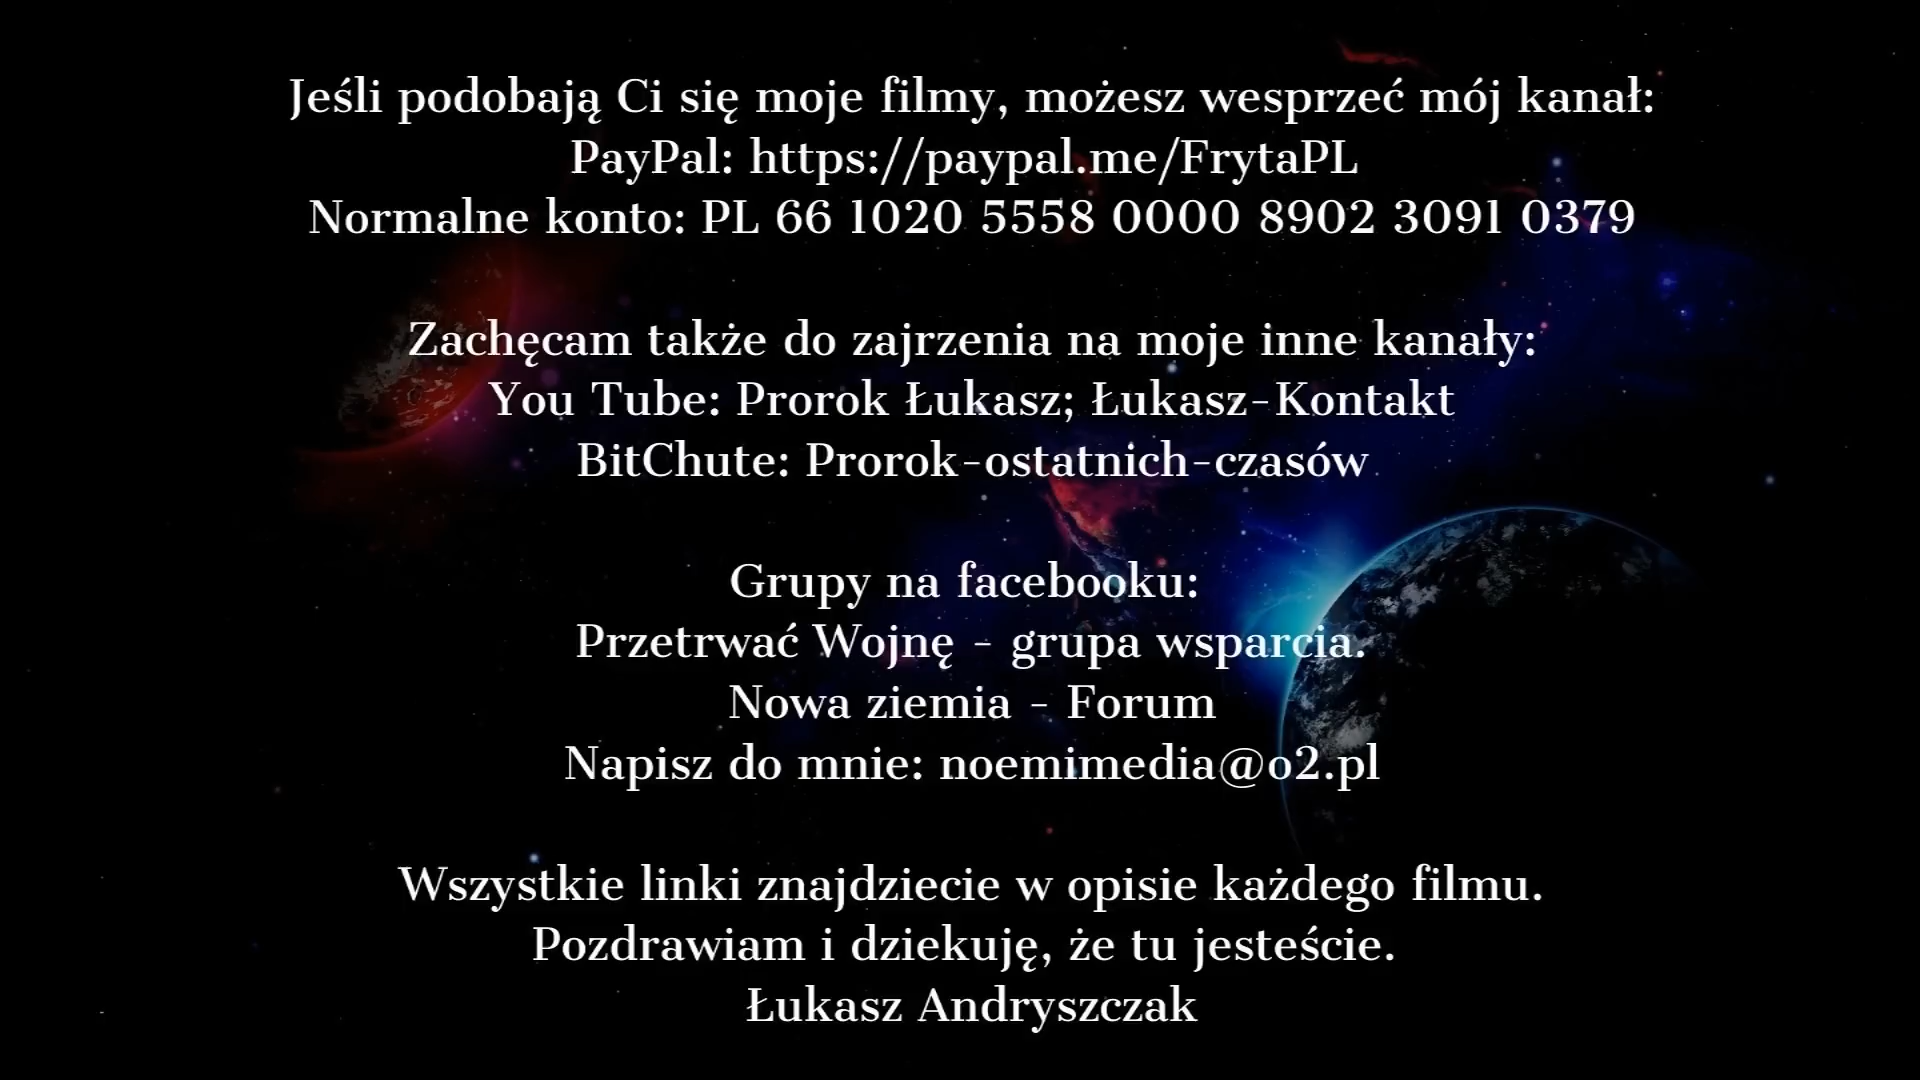 Jeśli podobają Ci się moje filmy, możesz wesprzeć mój kanał:
PayPal: https://paypal.me/FrytaPL
Normalne konto: PL 66 1020 5558 0000 8902 3091 0379
Zachęcam także do zajrzenia na moje inne kanały:
You Tube: Prorok Łukasz; Łukasz-Kontakt
BitChute: Prorok-ostatnich-czasów
Grupy na facebooku:
Przetrwać Wojnę - grupa wsparcia.
Nowa ziemia - Forum
Napisz do mnie: noemimedia@o2.pl
Wszystkie linki znajdziecie w opisie każdego filmu.
Pozdrawiam i dziekuję, że tu jesteście.
Łukasz Andryszczak